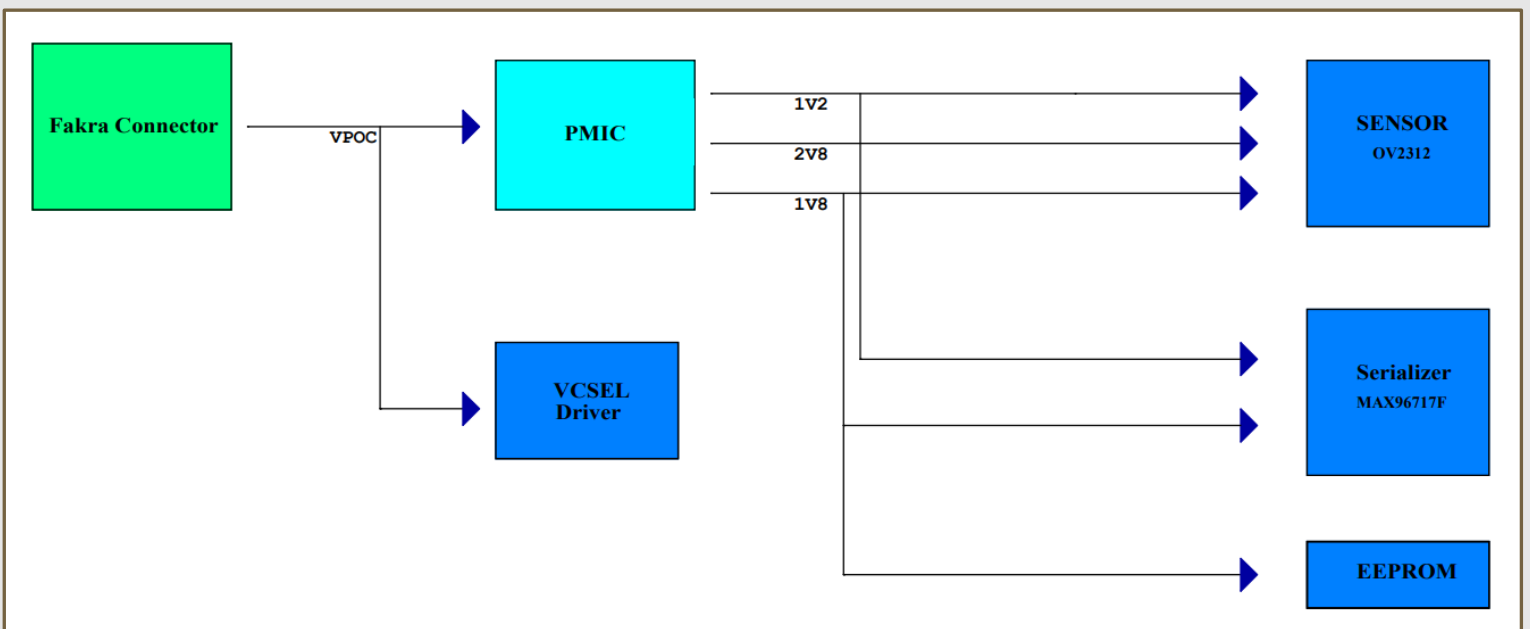 Fakra Connector
VPOC
PMIC
1V2
2V8
1V8
SENSOR
OV2312
VCSEL
Driver
Serializer
MAX96717F
EEPROM